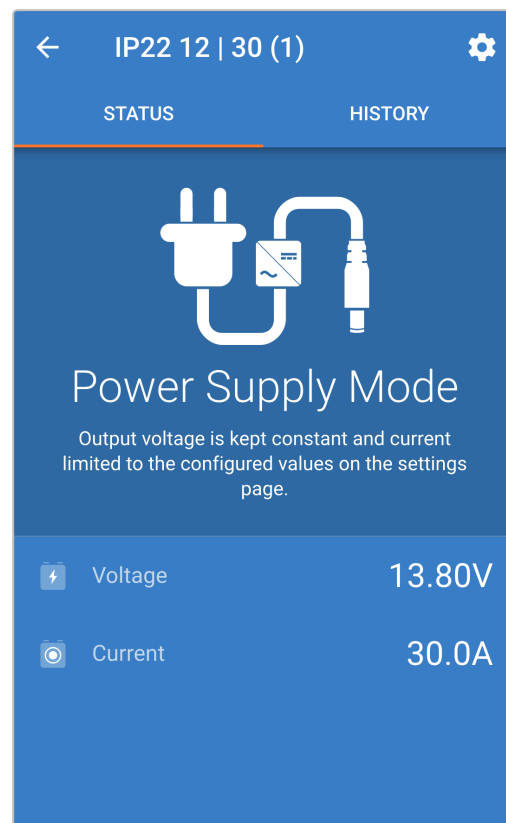 IP22 12 | 30 (1)
STATUS
HISTORY
Power Supply Mode
Output voltage is kept constant and current
limited to the configured values on the settings
page.
Voltage
13.80V
Current
30.0A